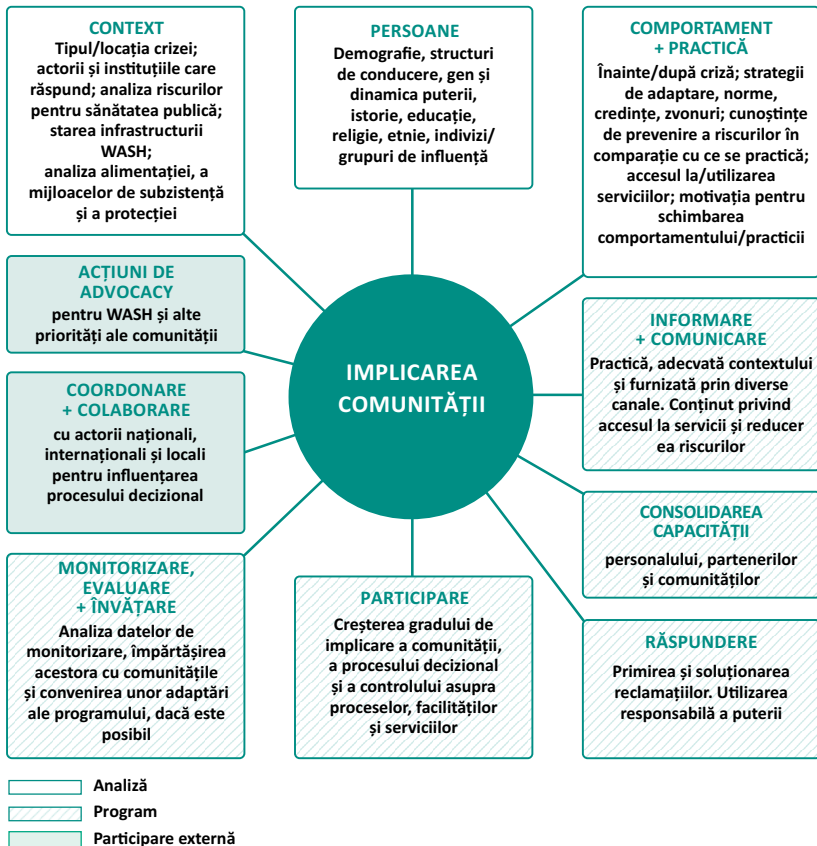 CONTEXT
Tipul/locația crizei;
actorii și instituțiile care
răspund; analiza riscurilor
pentru sănătatea publică;
starea infrastructurii
WASH;
analiza alimentației, a
mijloacelor de subzistență
și a protecției
PERSOANE
Demografie, structuri
de conducere, gen și
dinamica puterii,
istorie, educație,
religie, etnie, indivizi/
grupuri de influență
COMPORTAMENT
+ PRACTICĂ
Înainte/după criză; strategii
de adaptare, norme,
credințe, zvonuri; cunoștințe
de prevenire a riscurilor în
comparație cu ce se practică;
accesul la/utilizarea
serviciilor; motivația pentru
schimbarea
comportamentului/practicii
ACȚIUNI DE
ADVOCACY
pentru WASH și alte
priorități ale comunității
IMPLICAREA
COMUNITĂȚII
INFORMARE
+ COMUNICARE
Practică, adecvată contextului
și furnizată prin diverse
canale. Conținut privind
accesul la servicii și reducer
ea riscurilor
COORDONARE
+ COLABORARE
cu actorii naționali,
internaționali și locali
pentru influențarea
procesului decizional
CONSOLIDAREA
CAPACITĂȚII
personalului, partenerilor
și comunităților
MONITORIZARE,
EVALUARE
+ ÎNVĂȚARE
Analiza datelor de
monitorizare, împărtășirea
acestora cu comunitățile
și convenirea unor adaptări
ale programului, dacă este
posibil
PARTICIPARE
Creșterea gradului de
implicare a comunității,
a procesului decizional
și a controlului asupra
proceselor, facilităților
și serviciilor
RĂSPUNDERE
Primirea și soluționarea
reclamațiilor. Utilizarea
responsabilă a puterii
Analiză
Program
Participare externă